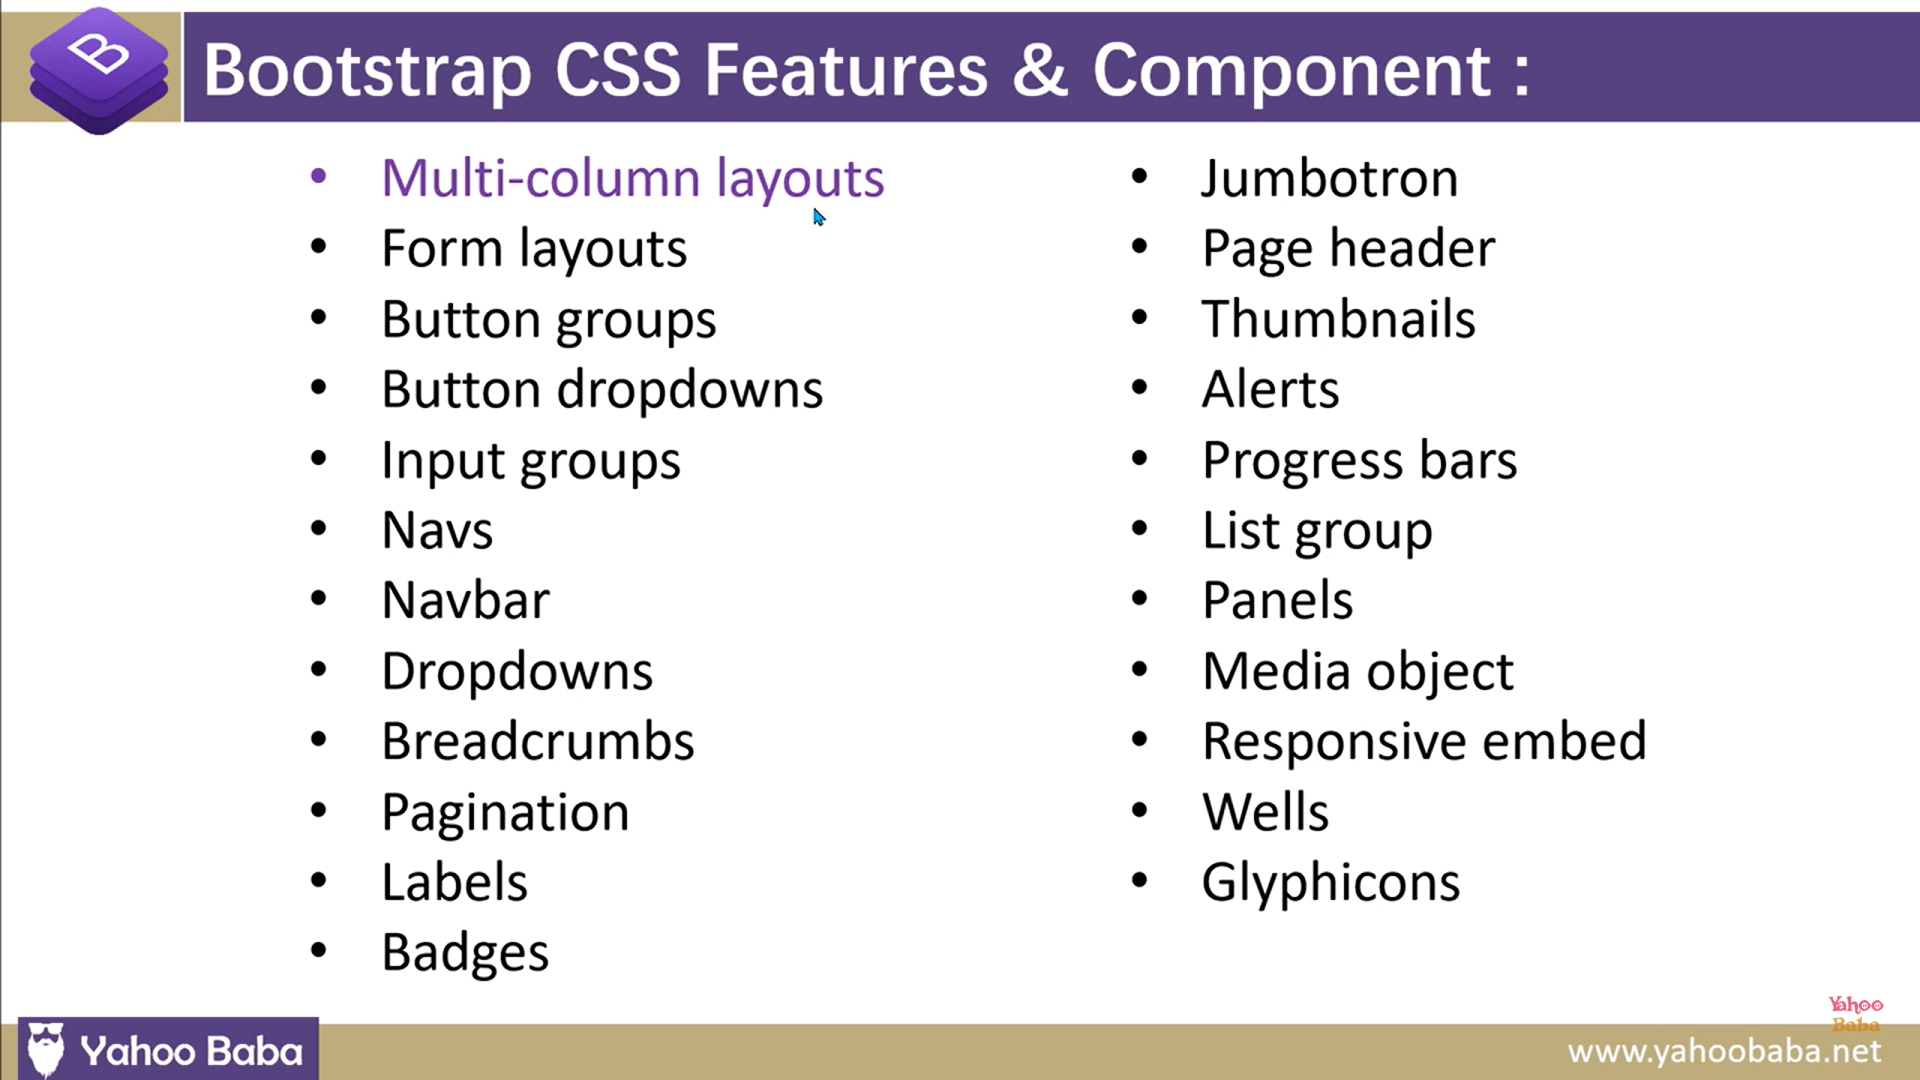 B
Bootstrap CSS Features & Component :
• Multi-column layouts
• Form layouts
• Button groups
• Button dropdowns
• Input groups
• Navs
• Navbar
• Dropdowns
• Breadcrumbs
• Pagination
• Labels
• Badges
• Jumbotron
• Page header
• Thumbnails
• Alerts
• Progress bars
• List group
• Panels
• Media object
• Responsive embed
• Wells
• Glyphicons
Yahoo
Baba
Yahoo Baba
www.yahoobaba.net